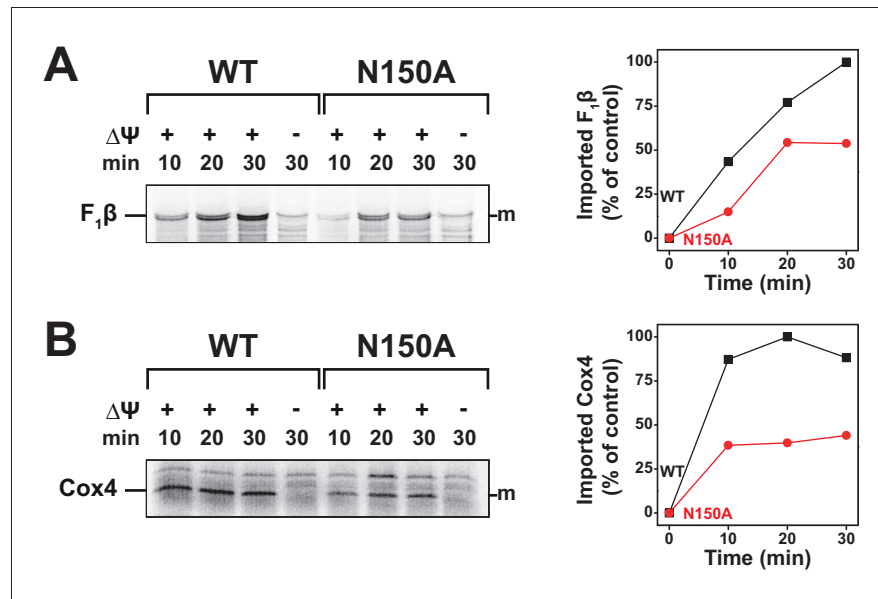 A
WT N150A
ΔΨ + + + - + + + -
min 10 20 30 30 10 20 30 30
F₁β m
Imported F₁β
(% of control)
100
75
50
25
0
WT
N150A
0 10 20 30
Time (min)
B
WT N150A
ΔΨ + + + - + + + -
min 10 20 30 30 10 20 30 30
Cox4 m
Imported Cox4
(% of control)
100
75
50
25
0
WT
N150A
0 10 20 30
Time (min)